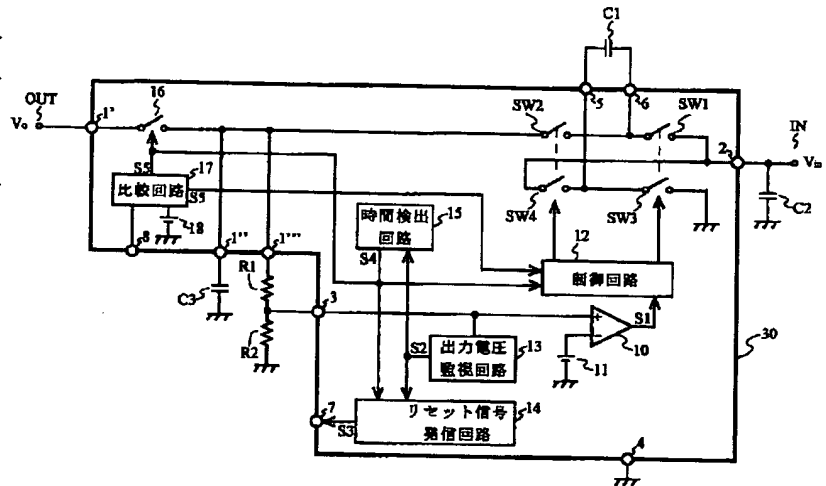 C1
OUT
16
Vo
1'
5
6
SW2
SW1
IN
2
Vin
S5
17
比較回路
S5
18
SW4
SW3
C2
時間検出
回路
15
8
1"
1'''
S4
12
制御回路
R1
C3
3
S1
10
R2
S2
出力電圧
監視回路
13
11
30
7
S3
リセット信号
発信回路
14
4